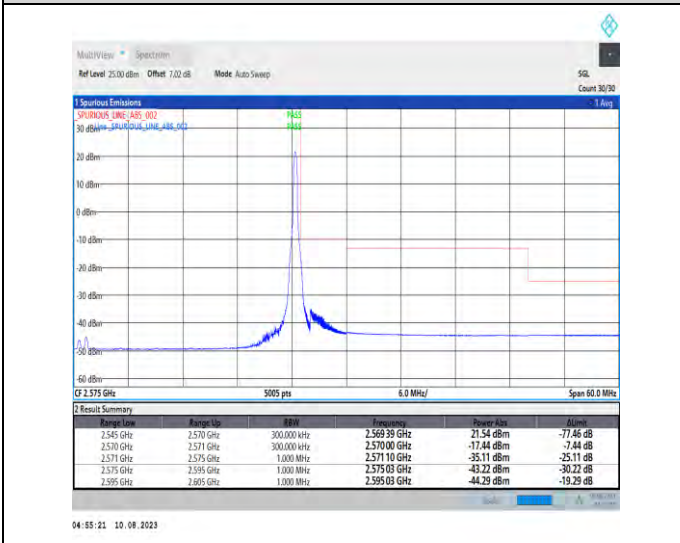 MultiView Spectrum
Ref Level 25.00 dBm Offset 7.02 dB Mode Auto Sweep SGL
Count 30/30
1 Spurious Emissions 1 Avg
_SPURIOUS_LINE_ABS_002 PASS
Line _SPURIOUS_LINE_ABS_002 PASS
30 dBm
20 dBm
10 dBm
0 dBm
-10 dBm
-20 dBm
-30 dBm
-40 dBm
-50 dBm
-60 dBm
CF 2.575 GHz 5005 pts 6.0 MHz/ Span 60.0 MHz
2 Result Summary
Range Low Range Up RBW Frequency Power Abs ΔLimit
2.545 GHz 2.570 GHz 300.000 kHz 2.569 39 GHz 21.54 dBm -77.46 dB
2.570 GHz 2.571 GHz 300.000 kHz 2.570 00 GHz -17.44 dBm -7.44 dB
2.571 GHz 2.575 GHz 1.000 MHz 2.571 10 GHz -35.11 dBm -25.11 dB
2.575 GHz 2.595 GHz 1.000 MHz 2.575 03 GHz -43.22 dBm -30.22 dB
2.595 GHz 2.605 GHz 1.000 MHz 2.595 03 GHz -44.29 dBm -19.29 dB
04:55:21 10.08.2023